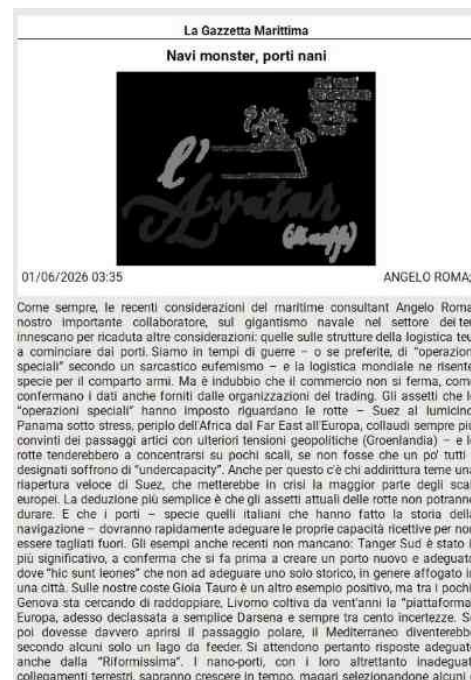 La Gazzetta Marittima
Navi monster, porti nani
l'
Avatar
01/06/2026 03:35
ANGELO ROMA;
Come sempre, le recenti considerazioni del maritime consultant Angelo Roma
nostro importante collaboratore, sul gigantismo navale nel settore dei te
innescano per ricaduta altre considerazioni: quelle sulle strutture della logistica teu
a cominciare dai porti. Siamo in tempi di guerre – o se preferite, di "operazion
speciali" secondo un sarcastico eufemismo – e la logistica mondiale ne risente
specie per il comparto armi. Ma è indubbio che il commercio non si ferma, com
confermano i dati anche forniti dalle organizzazioni del trading. Gli assetti che l
"operazioni speciali" hanno imposto riguardano le rotte – Suez al lumicino
Panama sotto stress, periplo dell'Africa dal Far East all'Europa, collaudi sempre più
convinti dei passaggi artici con ulteriori tensioni geopolitiche (Groenlandia) – e l
rotte tenderebbero a concentrarsi su pochi scali, se non fosse che un po' tutti
designati soffrono di "undercapacity". Anche per questo c'è chi addirittura teme una
riapertura veloce di Suez, che metterebbe in crisi la maggior parte degli scal
europei. La deduzione più semplice è che gli assetti attuali delle rotte non potranno
durare. E che i porti – specie quelli italiani che hanno fatto la storia della
navigazione – dovranno rapidamente adeguare le proprie capacità ricettive per non
essere tagliati fuori. Gli esempi anche recenti non mancano: Tanger Sud è stato i
più significativo, a conferma che si fa prima a creare un porto nuovo e adeguato
dove "hic sunt leones" che non ad adeguare uno solo storico, in genere affogato in
una città. Sulle nostre coste Gioia Tauro è un altro esempio positivo, ma tra i pochi
Genova sta cercando di raddoppiare, Livorno coltiva da vent'anni la "piattaforma
Europa, adesso declassata a semplice Darsena e sempre tra cento incertezze. S
poi dovesse davvero aprirsi il passaggio polare, il Mediterraneo diventerebb
secondo alcuni solo un lago da feeder. Si attendono pertanto risposte adeguat
anche dalla "Riformissima". I nano-porti, con i loro altrettanto inadeguat
collegamenti terrestri, sapranno crescere in tempo, magari selezionandone alcuni i